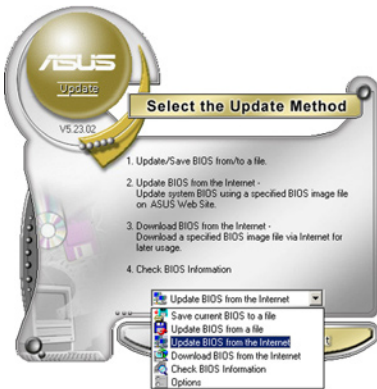 ASUS
Update
V5.23.02
Select the Update Method
1. Update/Save BIOS from/to a file.
2. Update BIOS from the Internet -
Update system BIOS using a specified BIOS image file
on ASUS Web Site.
3. Download BIOS from the Internet -
Download a specified BIOS image file via Internet for
later usage.
4. Check BIOS Information
Update BIOS from the Internet
Save current BIOS to a file
Update BIOS from a file
Update BIOS from the Internet
Download BIOS from the Internet
Check BIOS Information
Options